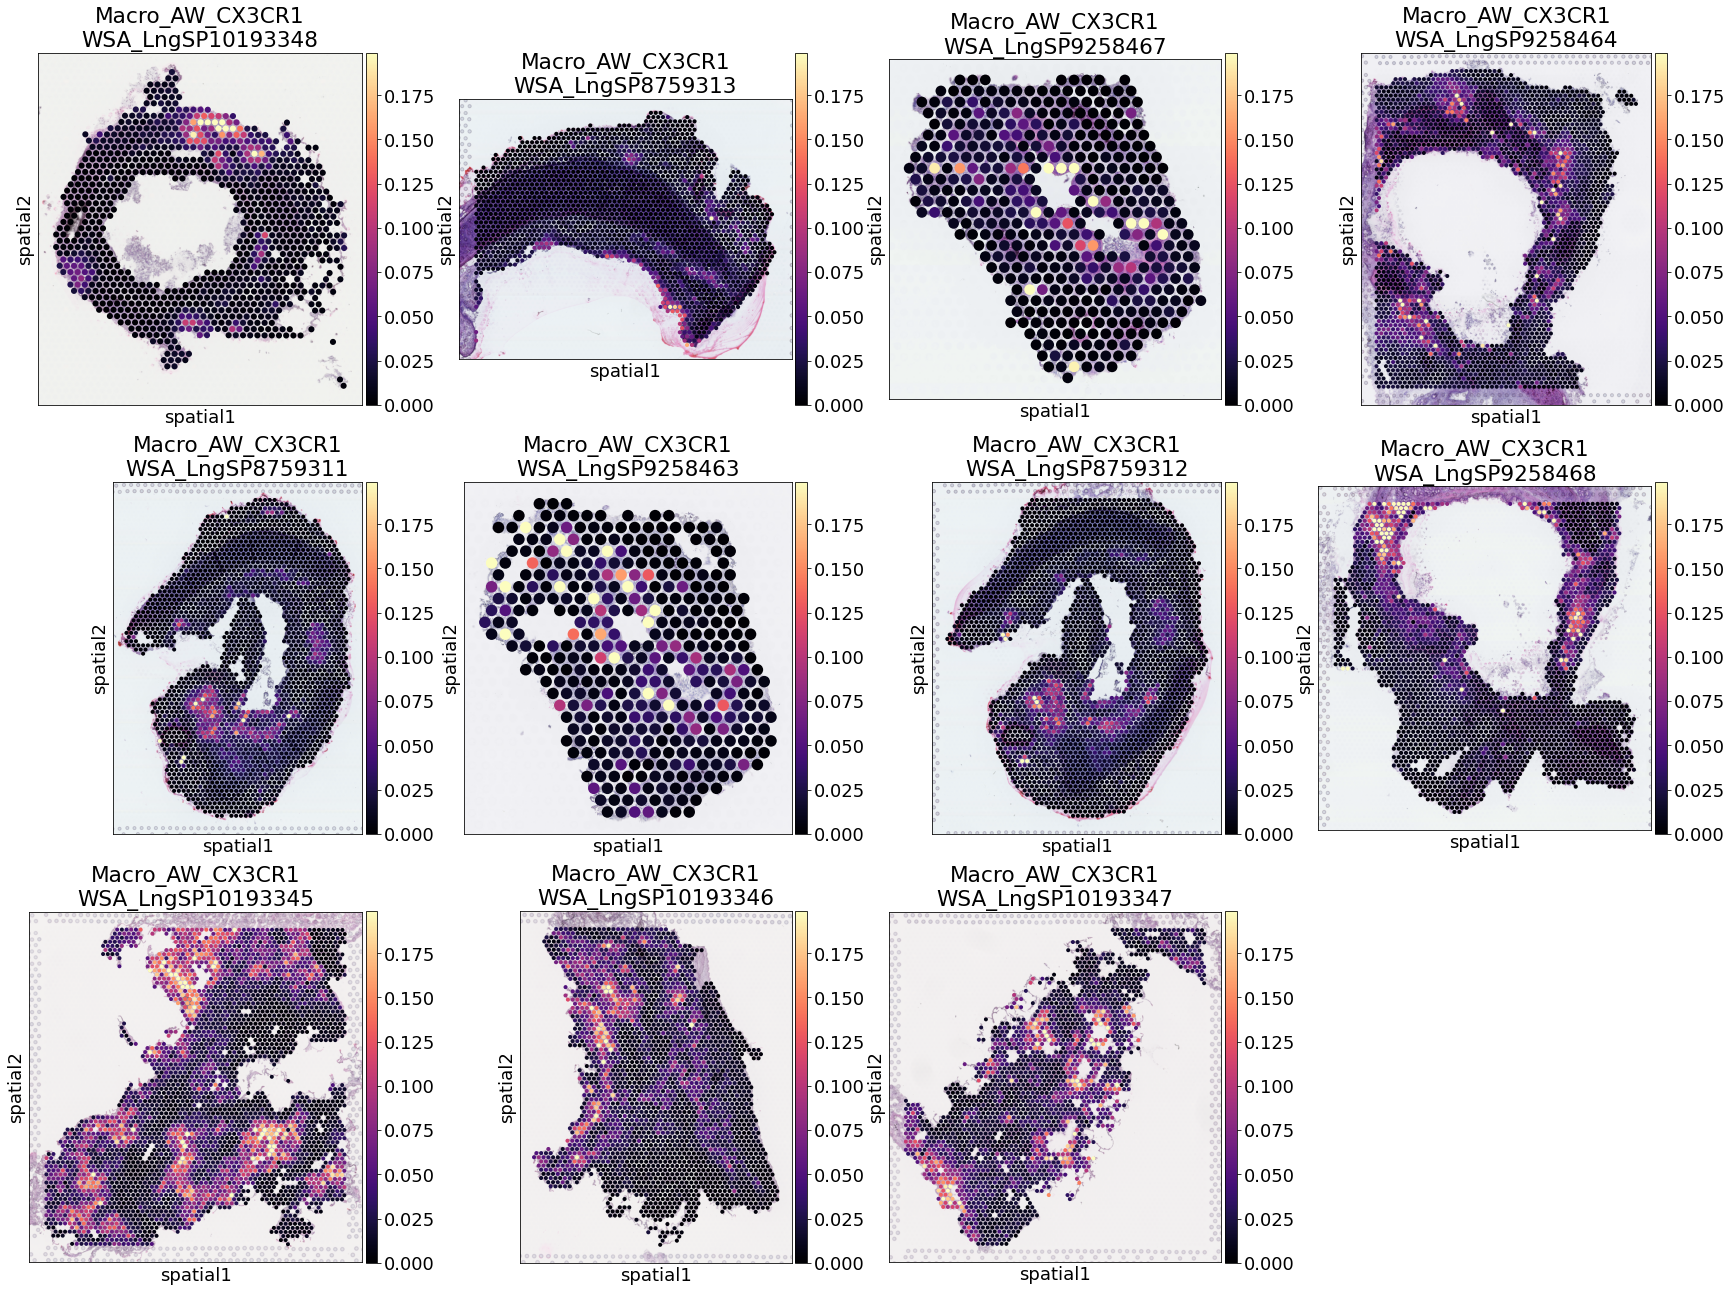 Macro_AW_CX3CR1
WSA_LngSP10193348
spatial2
spatial1
0.175
0.150
0.125
0.100
0.075
0.050
0.025
0.000
Macro_AW_CX3CR1
WSA_LngSP8759313
spatial2
spatial1
0.175
0.150
0.125
0.100
0.075
0.050
0.025
0.000
Macro_AW_CX3CR1
WSA_LngSP9258467
spatial2
spatial1
0.175
0.150
0.125
0.100
0.075
0.050
0.025
0.000
Macro_AW_CX3CR1
WSA_LngSP9258464
spatial2
spatial1
0.175
0.150
0.125
0.100
0.075
0.050
0.025
0.000
Macro_AW_CX3CR1
WSA_LngSP8759311
spatial2
spatial1
0.175
0.150
0.125
0.100
0.075
0.050
0.025
0.000
Macro_AW_CX3CR1
WSA_LngSP9258463
spatial2
spatial1
0.175
0.150
0.125
0.100
0.075
0.050
0.025
0.000
Macro_AW_CX3CR1
WSA_LngSP8759312
spatial2
spatial1
0.175
0.150
0.125
0.100
0.075
0.050
0.025
0.000
Macro_AW_CX3CR1
WSA_LngSP9258468
spatial2
spatial1
0.175
0.150
0.125
0.100
0.075
0.050
0.025
0.000
Macro_AW_CX3CR1
WSA_LngSP10193345
spatial2
spatial1
0.175
0.150
0.125
0.100
0.075
0.050
0.025
0.000
Macro_AW_CX3CR1
WSA_LngSP10193346
spatial2
spatial1
0.175
0.150
0.125
0.100
0.075
0.050
0.025
0.000
Macro_AW_CX3CR1
WSA_LngSP10193347
spatial2
spatial1
0.175
0.150
0.125
0.100
0.075
0.050
0.025
0.000